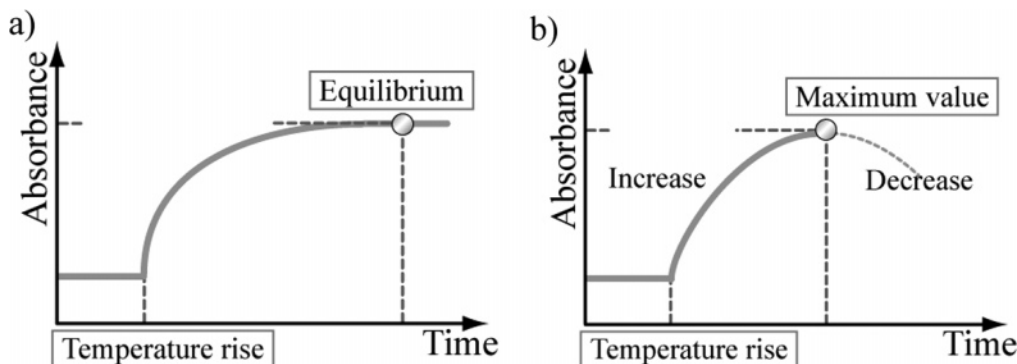 a)
Absorbance
Equilibrium
Temperature rise
Time
b)
Absorbance
Maximum value
Increase
Decrease
Temperature rise
Time